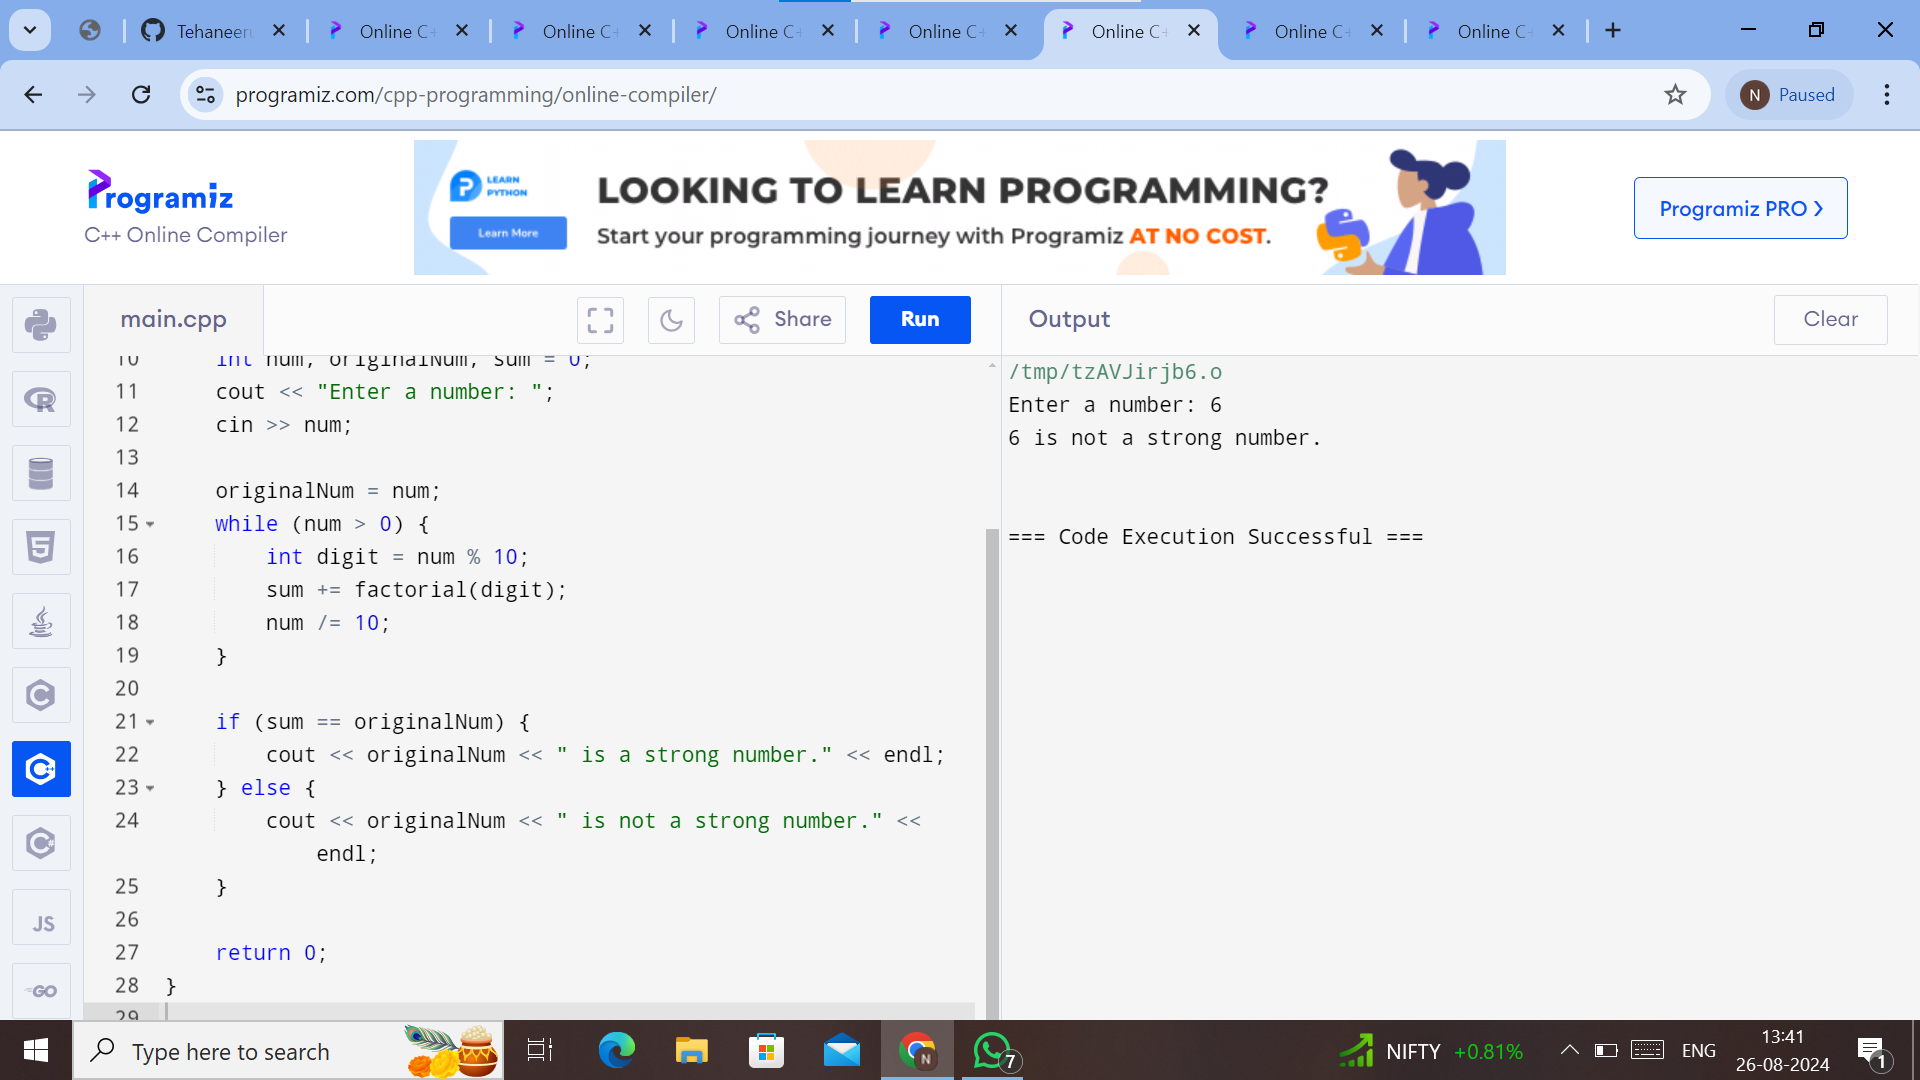 Tehaneer
Online C+
Online C+
Online C+
Online C+
Online C+
Online C+
Online C+
programiz.com/cpp-programming/online-compiler/
N
Paused
Programiz
C++ Online Compiler
LEARN
PYTHON
Learn More
LOOKING TO LEARN PROGRAMMING?
Start your programming journey with Programiz AT NO COST.
Programiz PRO
main.cpp
Share
Run
Output
Clear
10 int num, originalNum, sum = 0;
11 cout << "Enter a number: ";
12 cin >> num;
13
14 originalNum = num;
15 while (num > 0) {
16 int digit = num % 10;
17 sum += factorial(digit);
18 num /= 10;
19 }
20
21 if (sum == originalNum) {
22 cout << originalNum << " is a strong number." << endl;
23 } else {
24 cout << originalNum << " is not a strong number." <<
endl;
25 }
26
27 return 0;
28 }
29
/tmp/tzAVJirjb6.o
Enter a number: 6
6 is not a strong number.
=== Code Execution Successful ===
R
5
C
C
C#
JS
GO
Type here to search
N
7
NIFTY +0.81%
ENG
13:41
26-08-2024
1